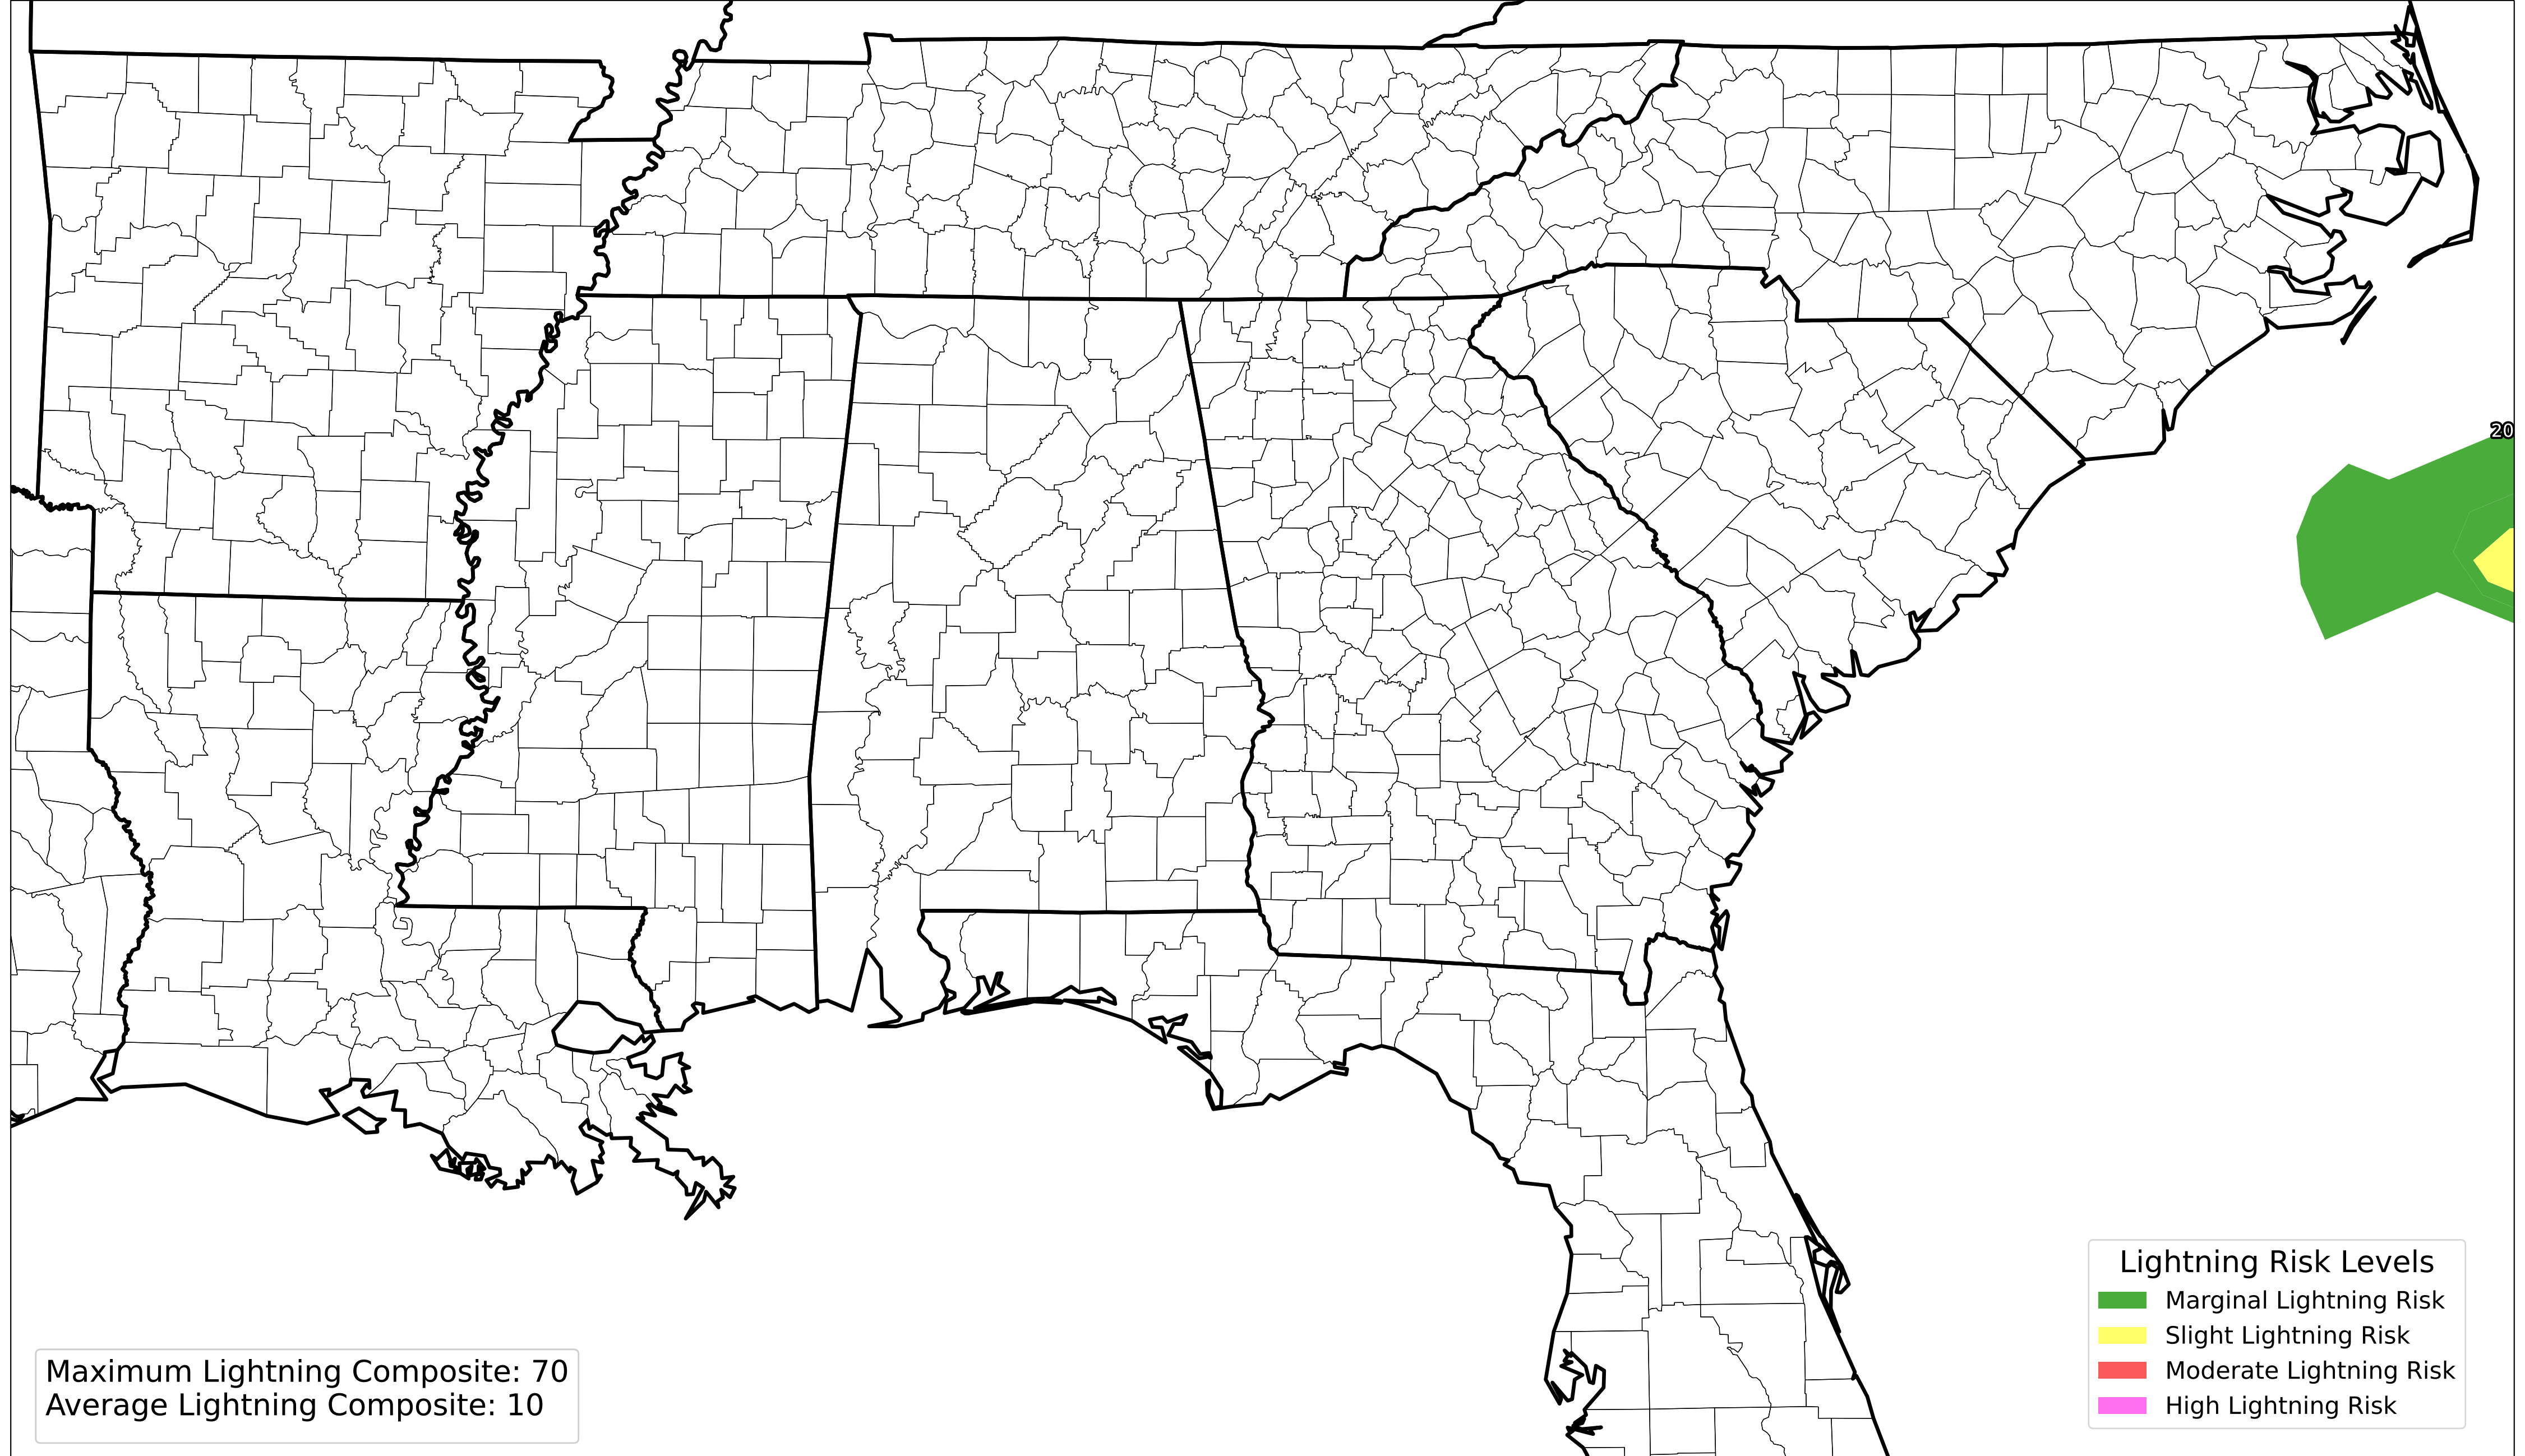 20
Lightning Risk Levels
Marginal Lightning Risk
Slight Lightning Risk
Moderate Lightning Risk
High Lightning Risk
Maximum Lightning Composite: 70
Average Lightning Composite: 10